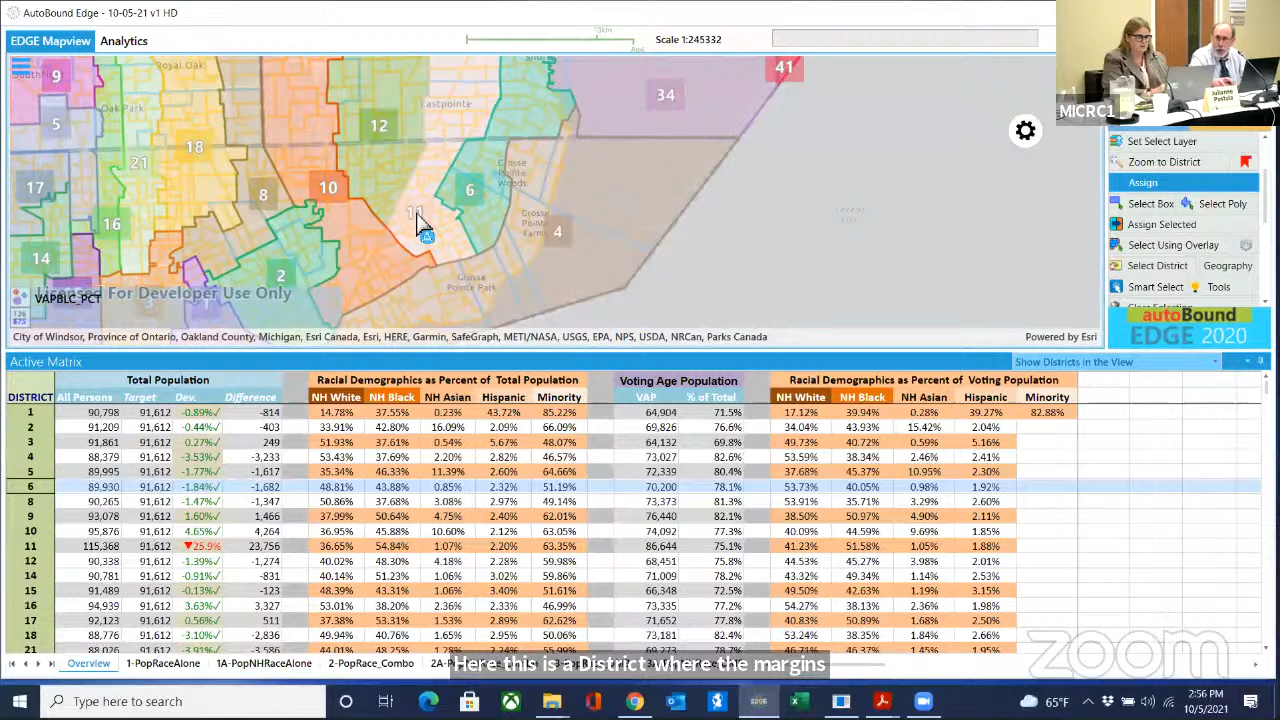 AutoBound Edge - 10-05-21 v1 HD
EDGE Mapview Analytics
10km
Scale 1:245332
MICRC1
Julianne Pastula
Royal Oak
Oak Park
Eastpointe
Grosse Pointe Woods
Grosse Pointe Farms
Grosse Pointe Park
9 5 21 18 12 34 41
17 16 8 10 11 6 4
14 2
VAPBLC_PCT
Licensed For Developer Use Only
City of Windsor, Province of Ontario, Oakland County, Michigan, Esri Canada, Esri, HERE, Garmin, SafeGraph, METI/NASA, USGS, EPA, NPS, USDA, NRCan, Parks Canada
Powered by Esri
Set Select Layer
Zoom to District
Assign
Select Box Select Poly
Assign Selected
Select Using Overlay
Select District Geography
Smart Select Tools
autoBound
EDGE 2020
Active Matrix
Show Districts in the View
Total Population Racial Demographics as Percent of Total Population Voting Age Population Racial Demographics as Percent of Voting Population
DISTRICT All Persons Target Dev. Difference NH White NH Black NH Asian Hispanic Minority VAP % of Total NH White NH Black NH Asian Hispanic Minority
1 90,798 91,612 -0.89%✓ -814 14.78% 37.55% 0.23% 43.72% 85.22% 64,904 71.5% 17.12% 39.94% 0.28% 39.27% 82.88%
2 91,209 91,612 -0.44%✓ -403 33.91% 42.80% 16.09% 2.09% 66.09% 69,826 76.6% 34.04% 43.93% 15.42% 2.04%
3 91,861 91,612 0.27%✓ 249 51.93% 37.61% 0.54% 5.67% 48.07% 64,132 69.8% 49.73% 40.72% 0.59% 5.16%
4 88,379 91,612 -3.53%✓ -3,233 53.43% 37.69% 2.20% 2.82% 46.57% 73,027 82.6% 53.59% 38.34% 2.46% 2.41%
5 89,995 91,612 -1.77%✓ -1,617 35.34% 46.33% 11.39% 2.60% 64.66% 72,339 80.4% 37.68% 45.37% 10.95% 2.30%
6 89,930 91,612 -1.84%✓ -1,682 48.81% 43.88% 0.85% 2.32% 51.19% 70,200 78.1% 53.73% 40.05% 0.98% 1.92%
8 90,265 91,612 -1.47%✓ -1,347 50.86% 37.68% 3.08% 2.97% 49.14% 73,373 81.3% 53.91% 35.71% 3.29% 2.60%
9 93,078 91,612 1.60%✓ 1,466 37.99% 50.64% 4.75% 2.40% 62.01% 76,440 82.1% 38.50% 50.97% 4.90% 2.11%
10 95,876 91,612 4.65%✓ 4,264 36.95% 45.88% 10.60% 2.12% 63.05% 74,092 77.3% 40.09% 44.59% 9.69% 1.85%
11 115,368 91,612 ▼25.9% 23,756 36.65% 54.84% 1.07% 2.20% 63.35% 86,644 75.1% 41.23% 51.58% 1.05% 1.88%
12 90,338 91,612 -1.39%✓ -1,274 40.02% 48.30% 4.18% 2.28% 59.98% 68,451 75.8% 44.53% 45.27% 3.98% 2.01%
14 90,781 91,612 -0.91%✓ -831 40.14% 51.23% 1.06% 3.02% 59.86% 71,009 78.2% 43.32% 49.34% 1.14% 2.53%
15 91,489 91,612 -0.13%✓ -123 48.39% 43.31% 1.06% 3.40% 51.61% 66,348 72.5% 49.50% 42.63% 1.19% 3.15%
16 94,939 91,612 3.63%✓ 3,327 53.01% 38.20% 2.36% 2.33% 46.99% 73,335 77.2% 54.27% 38.13% 2.36% 1.98%
17 92,123 91,612 0.56%✓ 511 37.38% 53.31% 1.53% 2.89% 62.62% 71,652 77.8% 40.83% 50.89% 1.68% 2.50%
18 88,776 91,612 -3.10%✓ -2,836 49.94% 40.76% 1.65% 2.95% 50.06% 73,181 82.4% 53.24% 38.35% 1.84% 2.66%
21 88,026 91,612 -3.91%✓ -3,586 44.01% 48.25% 1.45% 1.95%
Overview 1-PopRaceAlone 1A-PopNHRaceAlone 2-PopRace_Combo
Here this is a District where the margins
zoom
Type here to search
65°F
2:56 PM
10/5/2021